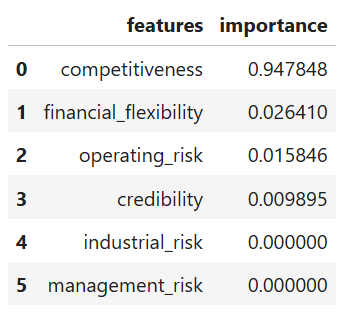 features importance
0 competitiveness 0.947848
1 financial_flexibility 0.026410
2 operating_risk 0.015846
3 credibility 0.009895
4 industrial_risk 0.000000
5 management_risk 0.000000